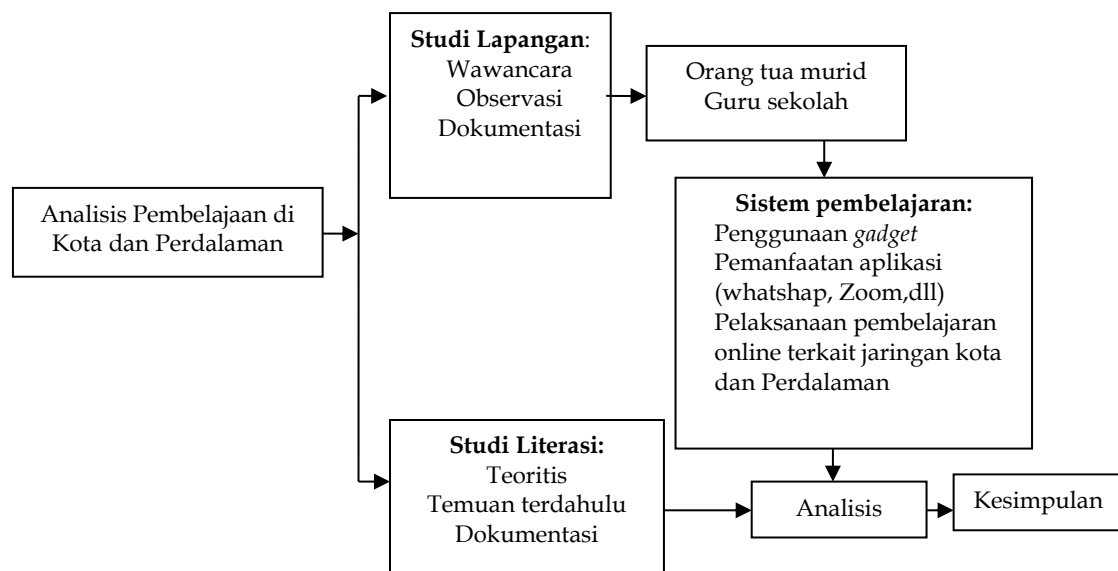 Studi Lapangan:
Wawancara
Observasi
Dokumentasi
Orang tua murid
Guru sekolah
Analisis Pembelajaan di
Kota dan Perdalaman
Sistem pembelajaran:
Penggunaan gadget
Pemanfaatan aplikasi
(whatshap, Zoom,dll)
Pelaksanaan pembelajaran
online terkait jaringan kota
dan Perdalaman
Studi Literasi:
Teoritis
Temuan terdahulu
Dokumentasi
Analisis
Kesimpulan